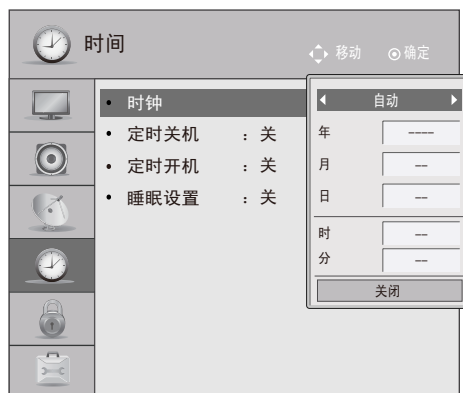 时间
移动 确定
• 时钟
• 定时关机 : 关
• 定时开机 : 关
• 睡眠设置 : 关
自动
年 ----
月 --
日 --
时 --
分 --
关闭